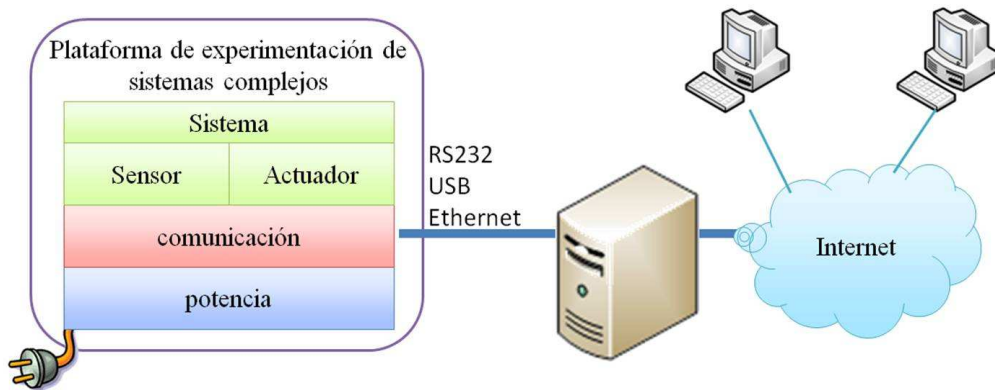 Plataforma de experimentación de
sistemas complejos
Sistema
Sensor
Actuador
comunicación
potencia
RS232
USB
Ethernet
Internet